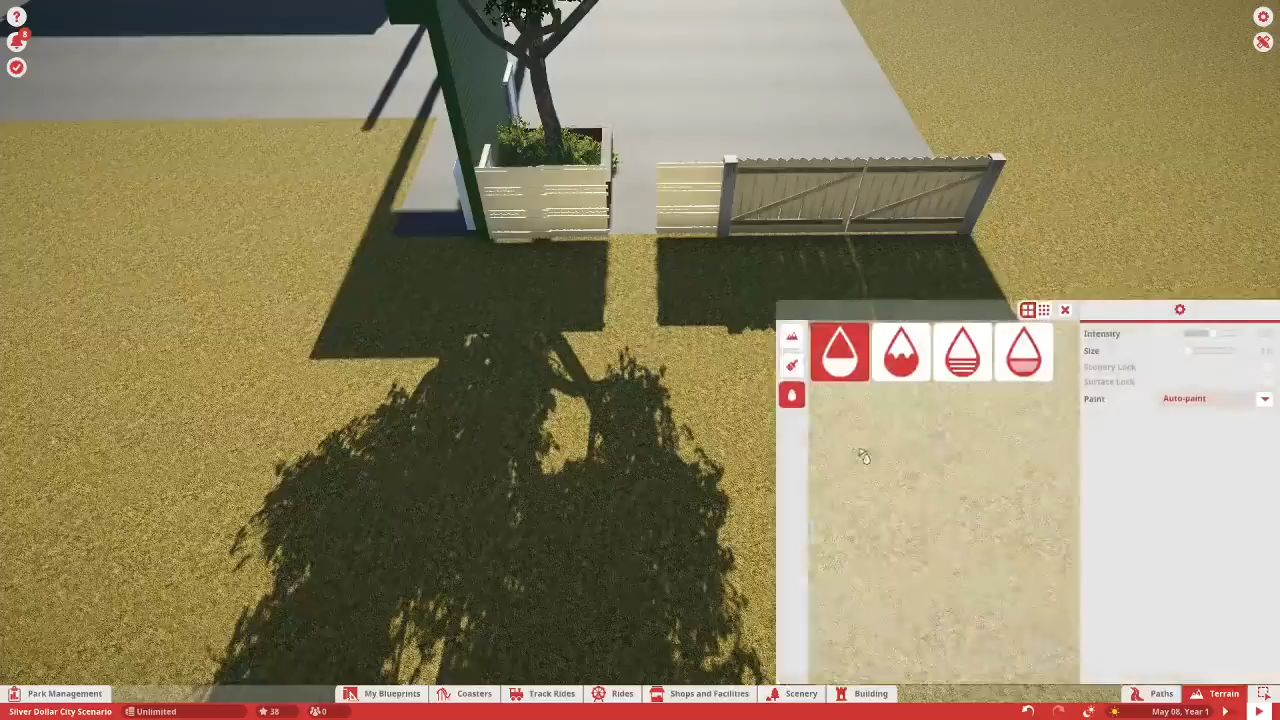 ?
8
Intensity
Size
Scenery Lock
Surface Lock
Paint Auto-paint
Park Management My Blueprints Coasters Track Rides Rides Shops and Facilities Scenery Building Paths Terrain
Silver Dollar City Scenario Unlimited 38 0 May 08, Year 1